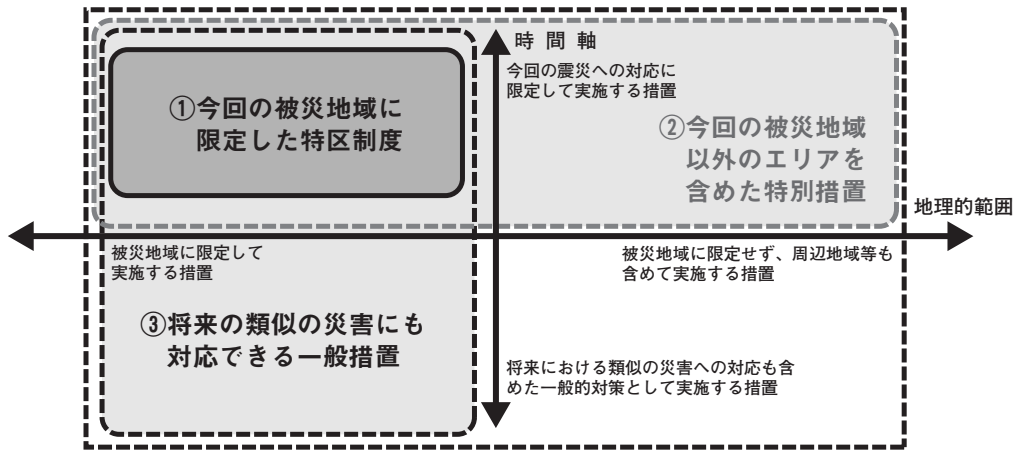 時間軸
今回の震災への対応に
限定して実施する措置
①今回の被災地域に
限定した特区制度
②今回の被災地域
以外のエリアを
含めた特別措置
地理的範囲
被災地域に限定して
実施する措置
被災地域に限定せず、周辺地域等も
含めて実施する措置
③将来の類似の災害にも
対応できる一般措置
将来における類似の災害への対応も含
めた一般的対策として実施する措置